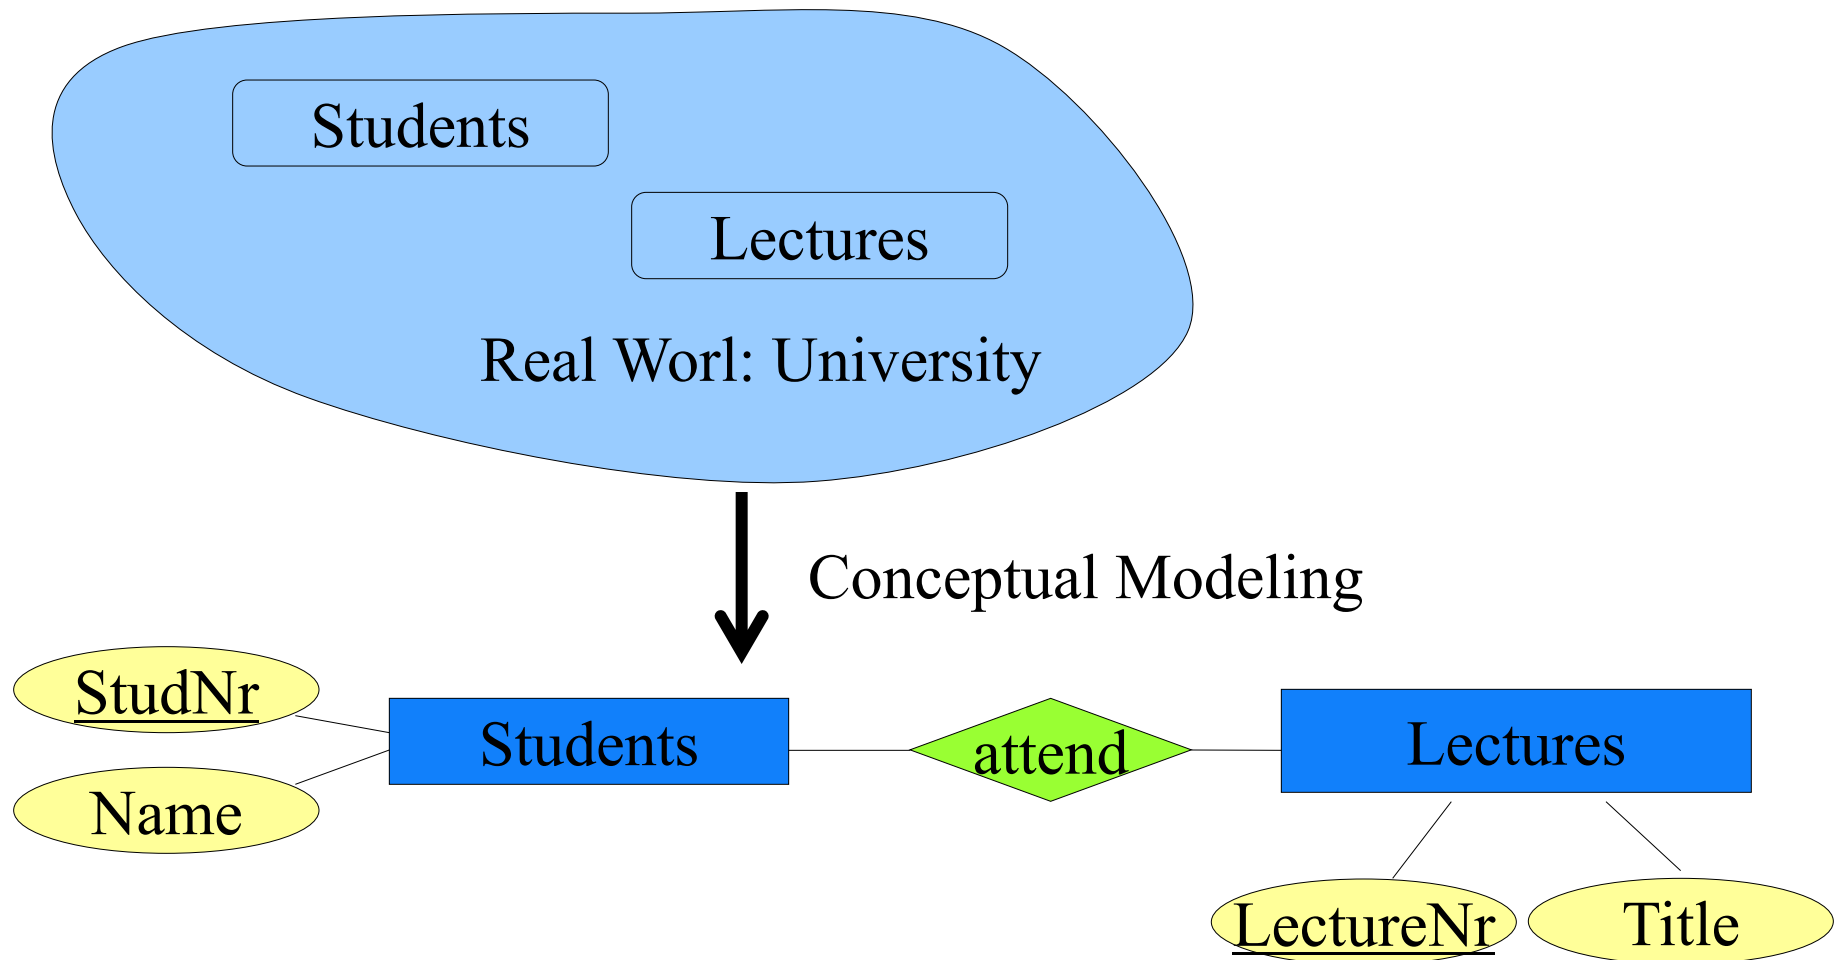 Students
Lectures
Real Worl: University
Conceptual Modeling
StudNr
Students
attend
Lectures
Name
LectureNr
Title